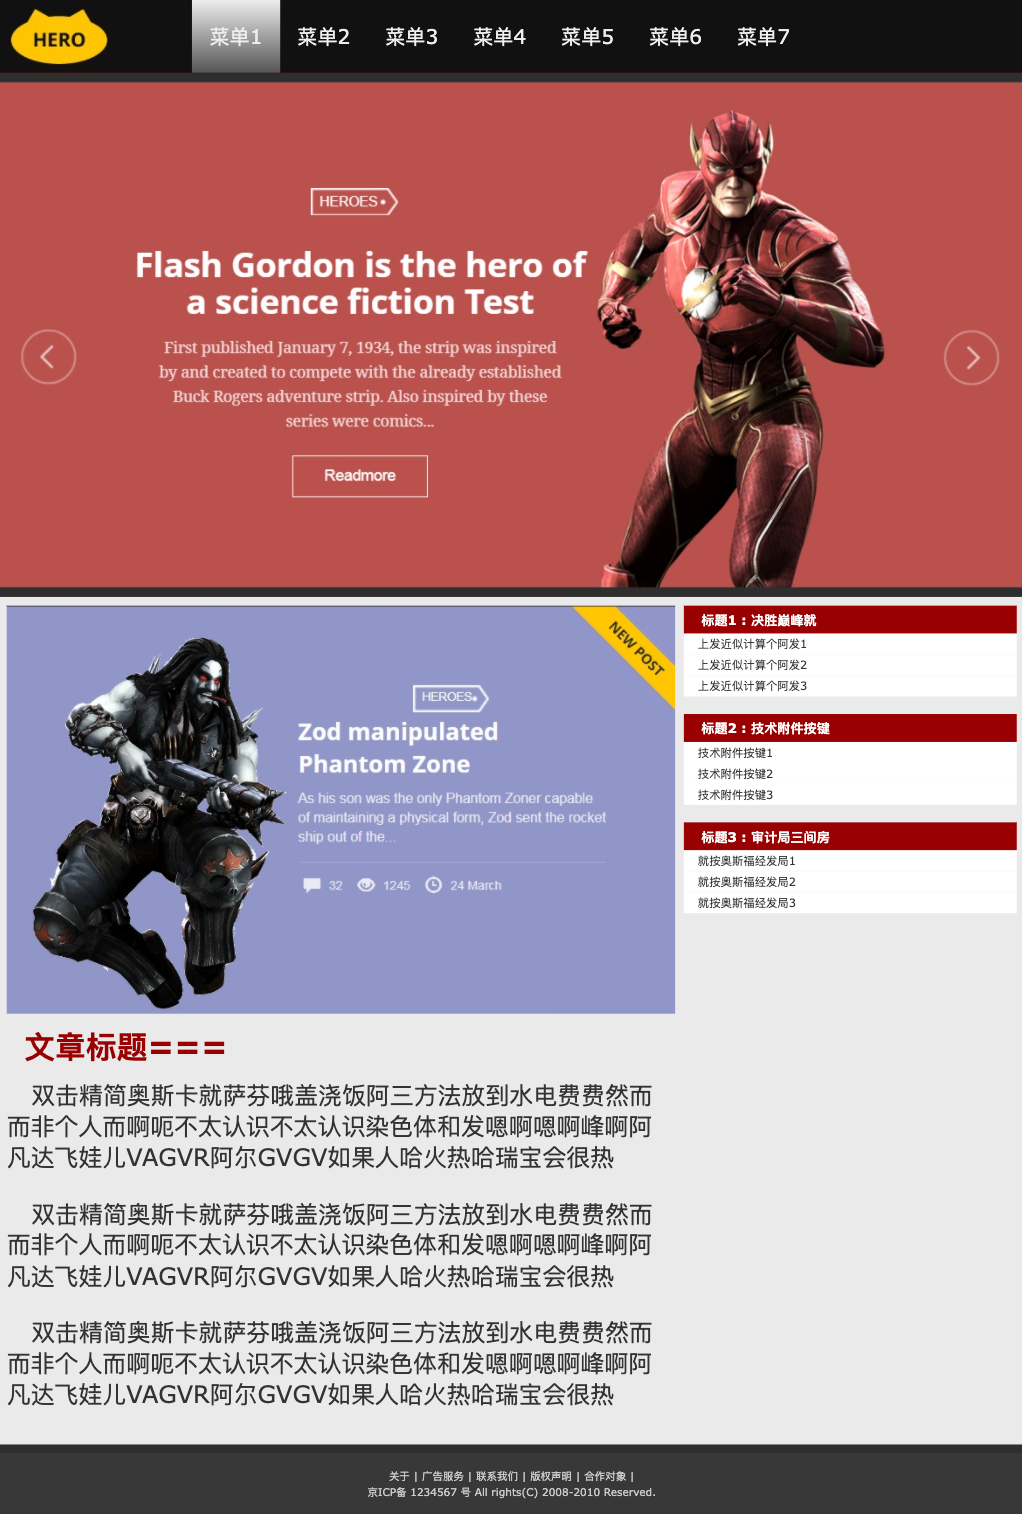 HERO
菜单1 菜单2 菜单3 菜单4 菜单5 菜单6 菜单7
HEROES
Flash Gordon is the hero of
a science fiction Test
First published January 7, 1934, the strip was inspired
by and created to compete with the already established
Buck Rogers adventure strip. Also inspired by these
series were comics...
Readmore
NEW POST
HEROES
Zod manipulated
Phantom Zone
As his son was the only Phantom Zoner capable
of maintaining a physical form, Zod sent the rocket
ship out of the...
32 1245 24 March
标题1：决胜巅峰就
上发近似计算个阿发1
上发近似计算个阿发2
上发近似计算个阿发3
标题2：技术附件按键
技术附件按键1
技术附件按键2
技术附件按键3
标题3：审计局三间房
就按奥斯福经发局1
就按奥斯福经发局2
就按奥斯福经发局3
文章标题===
双击精简奥斯卡就萨芬哦盖浇饭阿三方法放到水电费费然而
而非个人而啊呃不太认识不太认识染色体和发嗯啊嗯啊峰啊阿
凡达飞娃儿VAGVR阿尔GVGV如果人哈火热哈瑞宝会很热
双击精简奥斯卡就萨芬哦盖浇饭阿三方法放到水电费费然而
而非个人而啊呃不太认识不太认识染色体和发嗯啊嗯啊峰啊阿
凡达飞娃儿VAGVR阿尔GVGV如果人哈火热哈瑞宝会很热
双击精简奥斯卡就萨芬哦盖浇饭阿三方法放到水电费费然而
而非个人而啊呃不太认识不太认识染色体和发嗯啊嗯啊峰啊阿
凡达飞娃儿VAGVR阿尔GVGV如果人哈火热哈瑞宝会很热
关于 | 广告服务 | 联系我们 | 版权声明 | 合作对象 |
京ICP备 1234567 号 All rights(C) 2008-2010 Reserved.